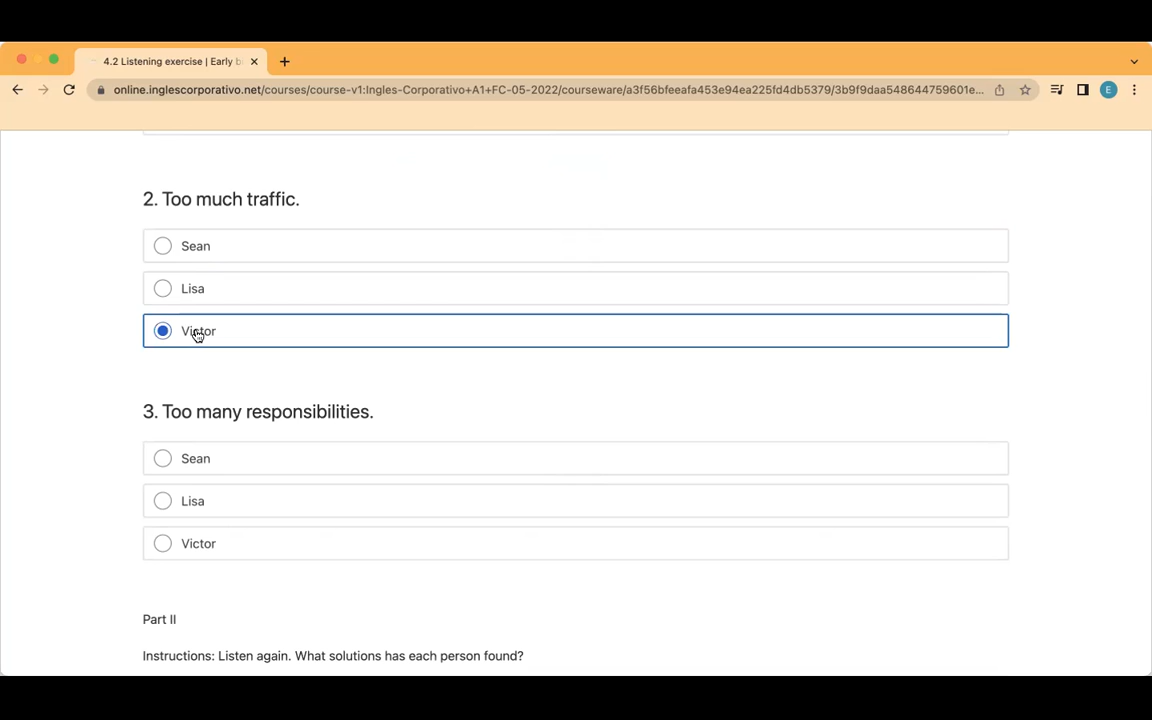 4.2 Listening exercise | Early b
online.inglescorporativo.net/courses/course-v1:Ingles-Corporativo+A1+FC-05-2022/courseware/a3f56bfeeafa453e94ea225fd4db5379/3b9f9daa548644759601e...
E
2. Too much traffic.
Sean
Lisa
Victor
3. Too many responsibilities.
Sean
Lisa
Victor
Part II
Instructions: Listen again. What solutions has each person found?